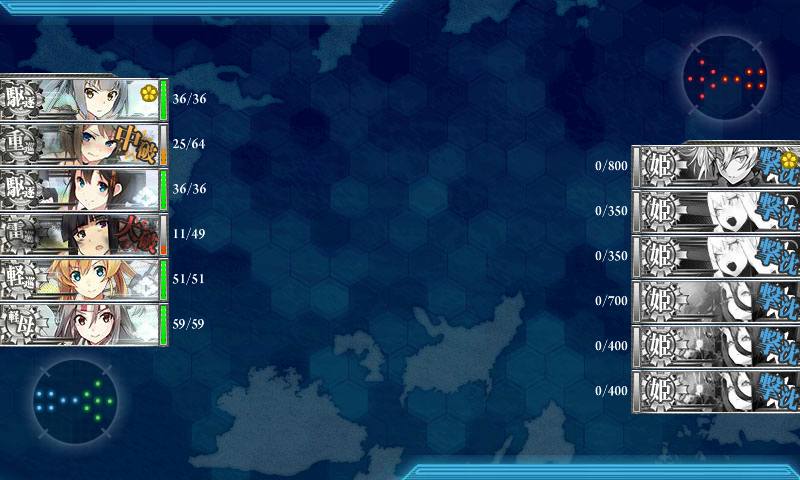 駆逐
36/36
重巡
中破
25/64
駆逐
36/36
雷巡
大破
11/49
軽巡
51/51
軽母
59/59
0/800
姫
撃沈
0/350
姫
撃沈
0/350
姫
撃沈
0/700
姫
撃沈
0/400
姫
撃沈
0/400
姫
撃沈